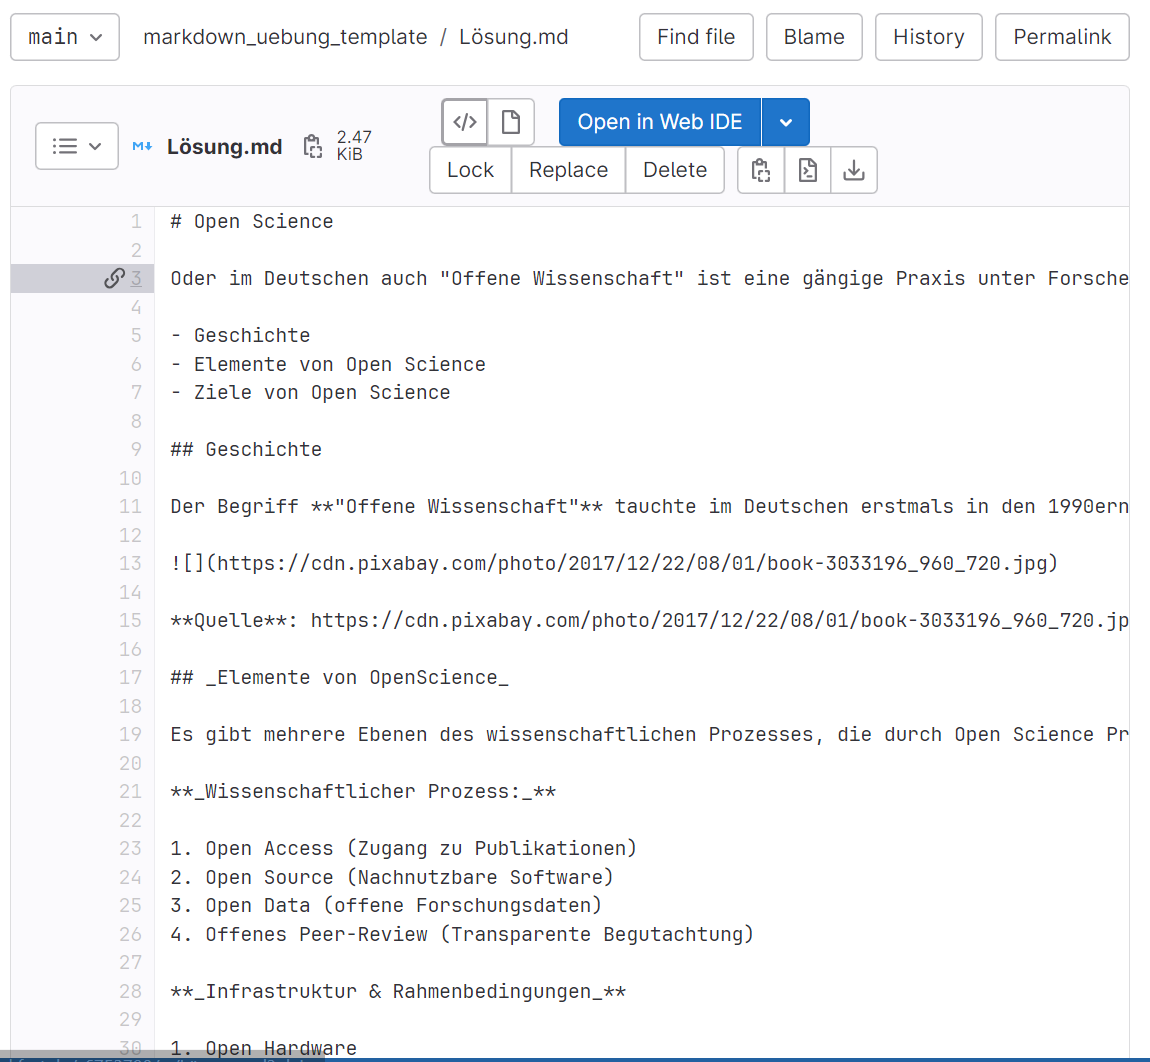 main
markdown_uebung_template / Lösung.md
Find file
Blame
History
Permalink
Lösung.md
2.47 KiB
Open in Web IDE
Lock
Replace
Delete
1 # Open Science
2
3 Oder im Deutschen auch "Offene Wissenschaft" ist eine gängige Praxis unter Forsche
4
5 - Geschichte
6 - Elemente von Open Science
7 - Ziele von Open Science
8
9 ## Geschichte
10
11 Der Begriff **"Offene Wissenschaft"** tauchte im Deutschen erstmals in den 1990ern
12
13 ![](https://cdn.pixabay.com/photo/2017/12/22/08/01/book-3033196_960_720.jpg)
14
15 **Quelle**: https://cdn.pixabay.com/photo/2017/12/22/08/01/book-3033196_960_720.jp
16
17 ## _Elemente von OpenScience_
18
19 Es gibt mehrere Ebenen des wissenschaftlichen Prozesses, die durch Open Science Pr
20
21 **_Wissenschaftlicher Prozess:_**
22
23 1. Open Access (Zugang zu Publikationen)
24 2. Open Source (Nachnutzbare Software)
25 3. Open Data (offene Forschungsdaten)
26 4. Offenes Peer-Review (Transparente Begutachtung)
27
28 **_Infrastruktur & Rahmenbedingungen_**
29
30 1. Open Hardware